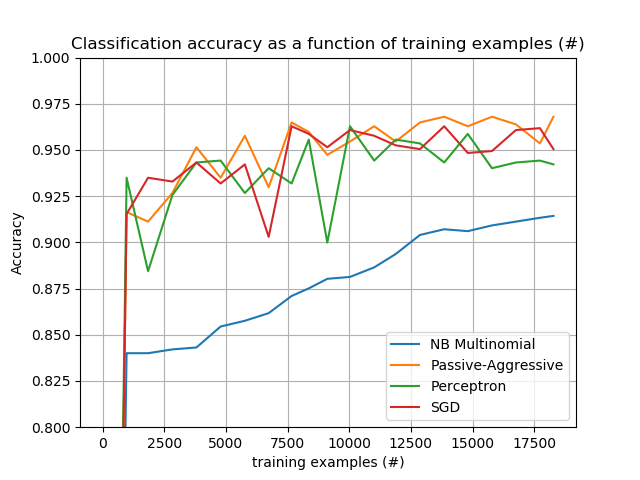 Classification accuracy as a function of training examples (#)
1.000
0.975
0.950
0.925
0.900
0.875
0.850
0.825
0.800
Accuracy
0 2500 5000 7500 10000 12500 15000 17500
training examples (#)
NB Multinomial
Passive-Aggressive
Perceptron
SGD